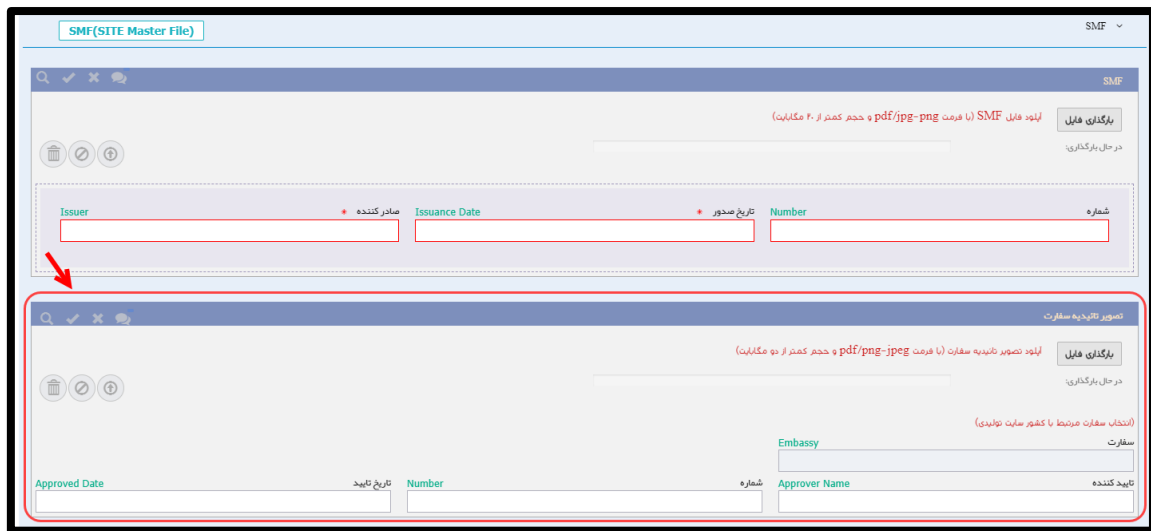 SMF
SMF(SITE Master File)
SMF
بارگذاری فایل آپلود فایل SMF (با فرمت pdf/jpg-png و حجم کمتر از ۲۰ مگابایت)
در حال بارگذاری:
شماره Number تاریخ صدور * Issuance Date صادر کننده * Issuer
تصویر تائیدیه سفارت
بارگذاری فایل آپلود تصویر تائیدیه سفارت (با فرمت pdf/png-jpeg و حجم کمتر از دو مگابایت)
در حال بارگذاری:
(انتخاب سفارت مرتبط با کشور سایت تولیدی)
سفارت Embassy
تایید کننده Approver Name شماره Number تاریخ تایید Approved Date